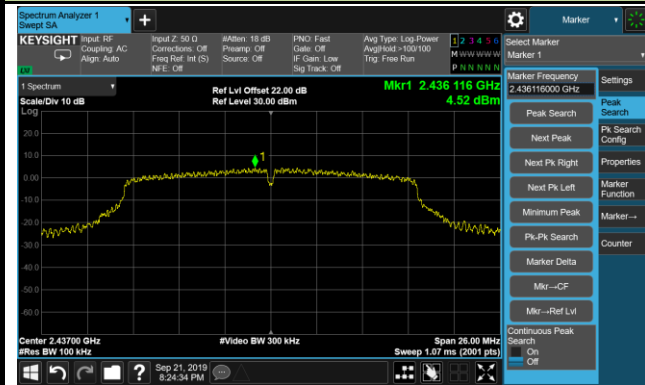 Spectrum Analyzer 1
Swept SA
+
Marker
KEYSIGHT
Input: RF
Coupling: AC
Align: Auto
Input Z: 50 Ω
Corrections: Off
Freq Ref: Int (S)
NFE: Off
#Atten: 18 dB
Preamp: Off
Source: Off
PNO: Fast
Gate: Off
IF Gain: Low
Sig Track: Off
Avg Type: Log-Power
Avg|Hold:>100/100
Trig: Free Run
1 2 3 4 5 6
M W W W W W
P N N N N N
Select Marker
Marker 1
1 Spectrum
Scale/Div 10 dB
Log
Ref Lvl Offset 22.00 dB
Ref Level 30.00 dBm
Mkr1 2.436 116 GHz
4.52 dBm
20.0
10.0
0.00
-10.0
-20.0
-30.0
-40.0
-50.0
-60.0
1
Center 2.43700 GHz
#Res BW 100 kHz
#Video BW 300 kHz
Span 26.00 MHz
Sweep 1.07 ms (2001 pts)
Marker Frequency
2.436116000 GHz
Peak Search
Next Peak
Next Pk Right
Next Pk Left
Minimum Peak
Pk-Pk Search
Marker Delta
Mkr→CF
Mkr→Ref Lvl
Continuous Peak
Search
On
Off
Settings
Peak
Search
Pk Search
Config
Properties
Marker
Function
Marker→
Counter
?
Sep 21, 2019
8:24:34 PM